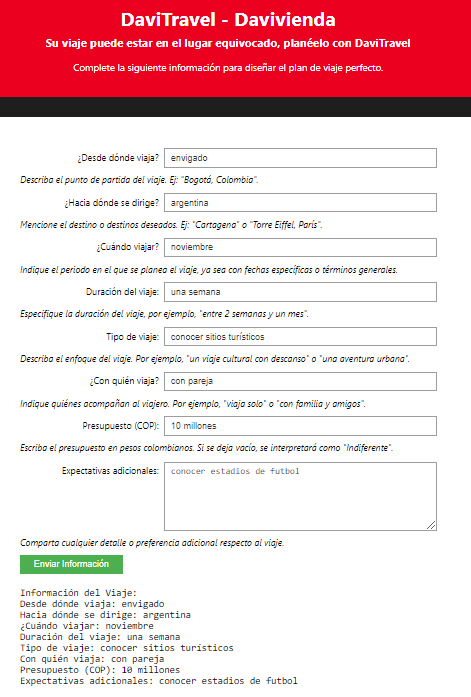 DaviTravel - Davivienda
Su viaje puede estar en el lugar equivocado, planéelo con DaviTravel
Complete la siguiente información para diseñar el plan de viaje perfecto.
¿Desde dónde viaja? envigado
Describa el punto de partida del viaje. Ej: "Bogotá, Colombia".
¿Hacia dónde se dirige? argentina
Mencione el destino o destinos deseados. Ej: "Cartagena" o "Torre Eiffel, París".
¿Cuándo viajar? noviembre
Indique el periodo en el que se planea el viaje, ya sea con fechas específicas o términos generales.
Duración del viaje: una semana
Especifique la duración del viaje, por ejemplo, "entre 2 semanas y un mes".
Tipo de viaje: conocer sitios turísticos
Describa el enfoque del viaje. Por ejemplo, "un viaje cultural con descanso" o "una aventura urbana".
¿Con quién viaja? con pareja
Indique quiénes acompañan al viajero. Por ejemplo, "viaja solo" o "con familia y amigos".
Presupuesto (COP): 10 millones
Escriba el presupuesto en pesos colombianos. Si se deja vacío, se interpretará como "Indiferente".
Expectativas adicionales: conocer estadios de futbol
Comparta cualquier detalle o preferencia adicional respecto al viaje.
Enviar Información
Información del Viaje:
Desde dónde viaja: envigado
Hacia dónde se dirige: argentina
¿Cuándo viajar: noviembre
Duración del viaje: una semana
Tipo de viaje: conocer sitios turísticos
Con quién viaja: con pareja
Presupuesto (COP): 10 millones
Expectativas adicionales: conocer estadios de futbol